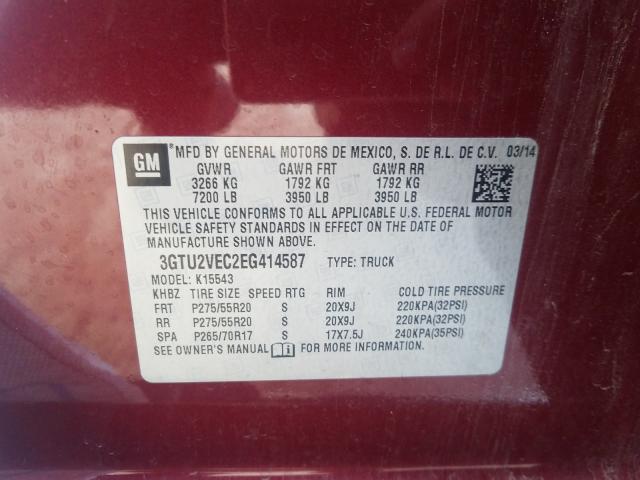 GM MFD BY GENERAL MOTORS DE MEXICO, S. DE R.L. DE C.V. 03/14
GVWR GAWR FRT GAWR RR
3266 KG 1792 KG 1792 KG
7200 LB 3950 LB 3950 LB
THIS VEHICLE CONFORMS TO ALL APPLICABLE U.S. FEDERAL MOTOR
VEHICLE SAFETY STANDARDS IN EFFECT ON THE DATE OF
MANUFACTURE SHOWN ABOVE.
3GTU2VEC2EG414587 TYPE: TRUCK
MODEL: K15543
KHBZ TIRE SIZE SPEED RTG RIM COLD TIRE PRESSURE
FRT P275/55R20 S 20X9J 220KPA(32PSI)
RR P275/55R20 S 20X9J 220KPA(32PSI)
SPA P265/70R17 S 17X7.5J 240KPA(35PSI)
SEE OWNER'S MANUAL FOR MORE INFORMATION.